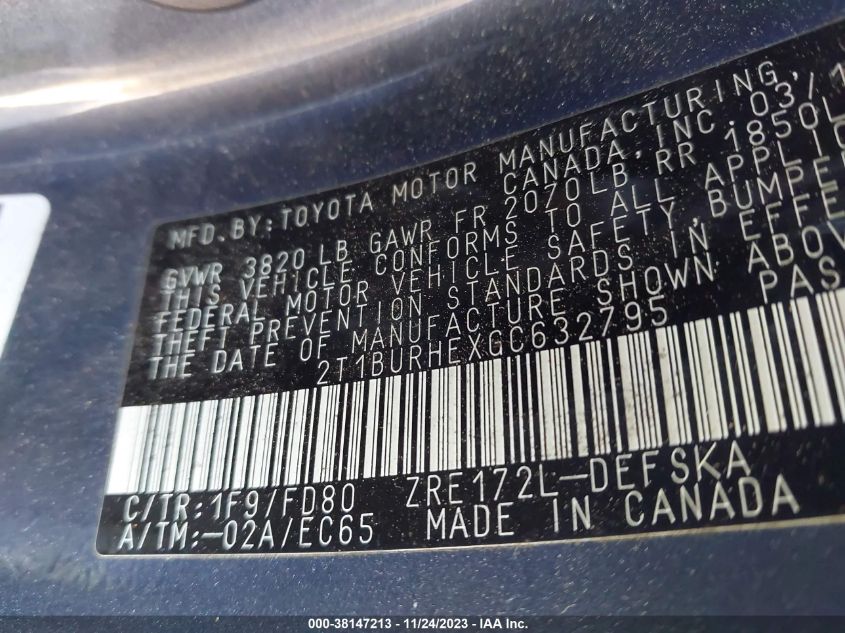 MFD. BY: TOYOTA MOTOR MANUFACTURING,
CANADA, INC. 03/1
GVWR 3820 LB GAWR FR 2070LB RR 1850L
THIS VEHICLE CONFORMS TO ALL APPLIC
FEDERAL MOTOR VEHICLE SAFETY, BUMPE
THEFT PREVENTION STANDARDS IN EFFE
THE DATE OF MANUFACTURE SHOWN ABOV
2T1BURHEXGC632795 PAS
C/TR: 1F9/FD80 ZRE172L-DEFSKA
A/TM:-02A/EC65 MADE IN CANADA
000-38147213 - 11/24/2023 - © Copyright 2023, IAA, Inc.